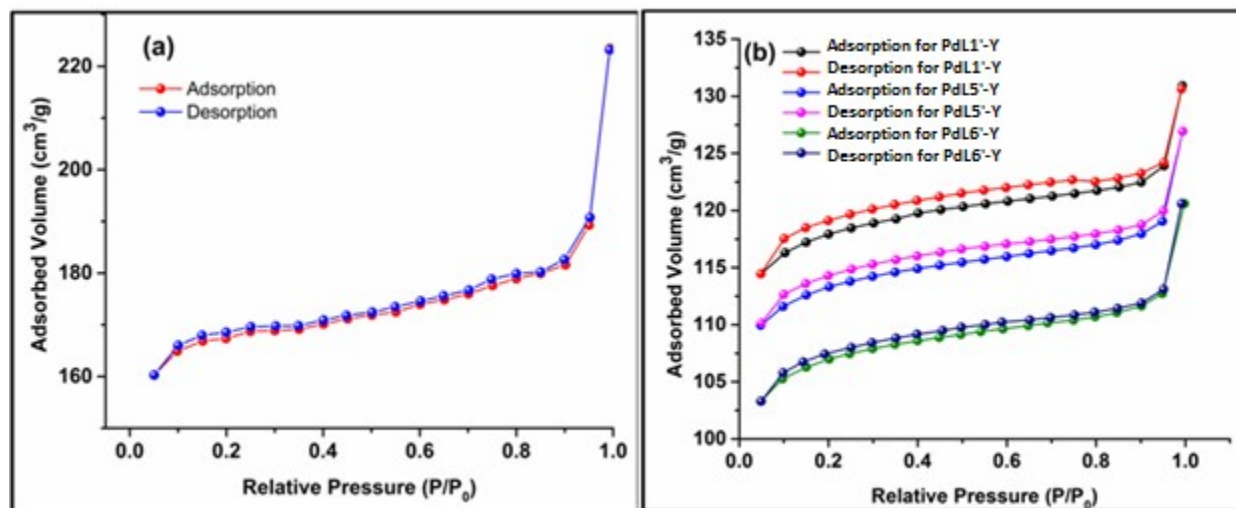 (a)
Adsorption
Desorption
220
200
180
160
Adsorbed Volume (cm³/g)
0.0 0.2 0.4 0.6 0.8 1.0
Relative Pressure (P/P₀)
(b)
Adsorption for PdL1'-Y
Desorption for PdL1'-Y
Adsorption for PdL5'-Y
Desorption for PdL5'-Y
Adsorption for PdL6'-Y
Desorption for PdL6'-Y
135
130
125
120
115
110
105
100
Adsorbed Volume (cm³/g)
0.0 0.2 0.4 0.6 0.8 1.0
Relative Pressure (P/P₀)